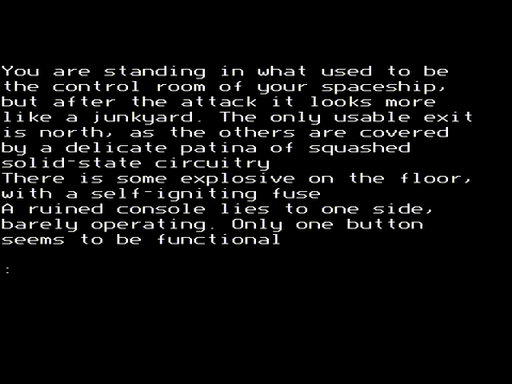 You are standing in what used to be
the control room of your spaceship,
but after the attack it looks more
like a junkyard. The only usable exit
is north, as the others are covered
by a delicate patina of squashed
solid-state circuitry
There is some explosive on the floor,
with a self-igniting fuse
A ruined console lies to one side,
barely operating. Only one button
seems to be functional
: